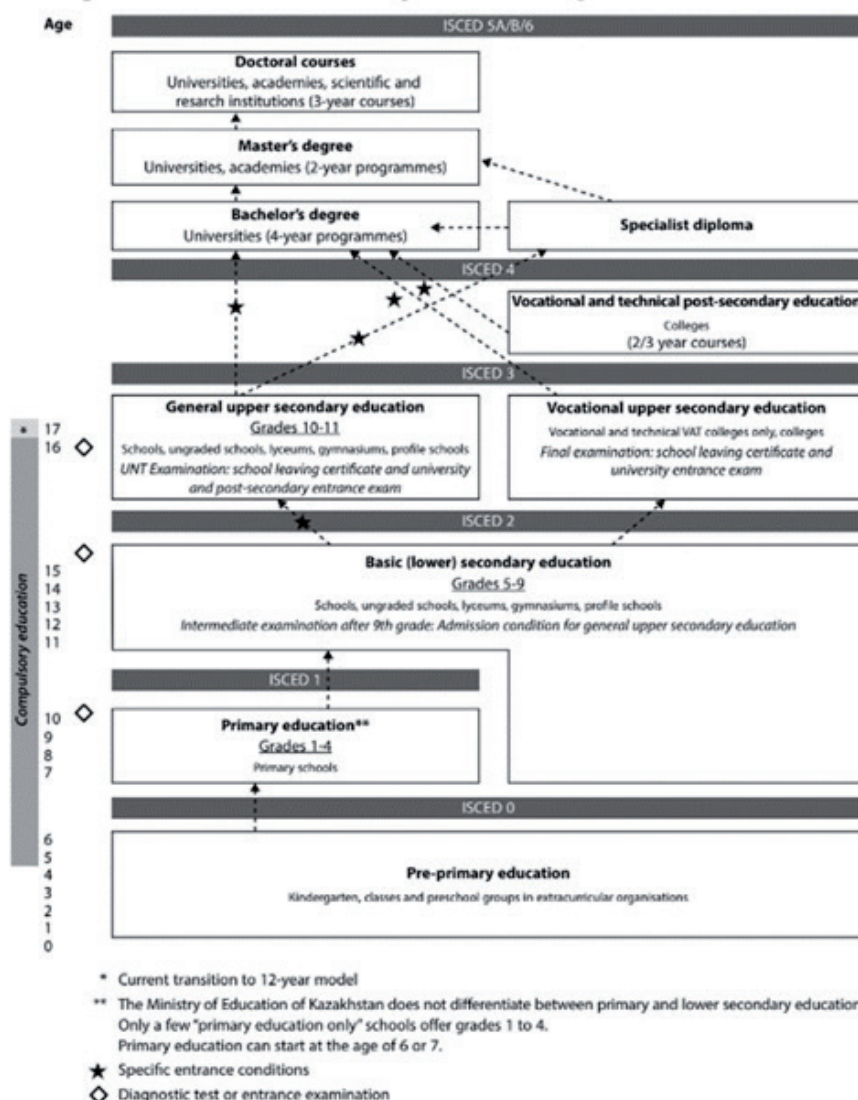 Age
ISCED 5A/B/6
Doctoral courses
Universities, academies, scientific and
resarch institutions (3-year courses)
Master's degree
Universities, academies (2-year programmes)
Bachelor's degree
Universities (4-year programmes)
Specialist diploma
ISCED 4
Vocational and technical post-secondary education
Colleges
(2/3 year courses)
ISCED 3
General upper secondary education
Grades 10-11
Schools, ungraded schools, lyceums, gymnasiums, profile schools
UNT Examination: school leaving certificate and university
and post-secondary entrance exam
Vocational upper secondary education
Vocational and technical VAT colleges only, colleges
Final examination: school leaving certificate and
university entrance exam
*
17
16
ISCED 2
Basic (lower) secondary education
Grades 5-9
Schools, ungraded schools, lyceums, gymnasiums, profile schools
Intermediate examination after 9th grade: Admission condition for general upper secondary education
15
14
13
12
11
Compulsory education
ISCED 1
Primary education**
Grades 1-4
Primary schools
10
9
8
7
ISCED 0
Pre-primary education
Kindergarten, classes and preschool groups in extracurricular organisations
6
5
4
3
2
1
0
* Current transition to 12-year model
** The Ministry of Education of Kazakhstan does not differentiate between primary and lower secondary education
Only a few "primary education only" schools offer grades 1 to 4.
Primary education can start at the age of 6 or 7.
★ Specific entrance conditions
◇ Diagnostic test or entrance examination